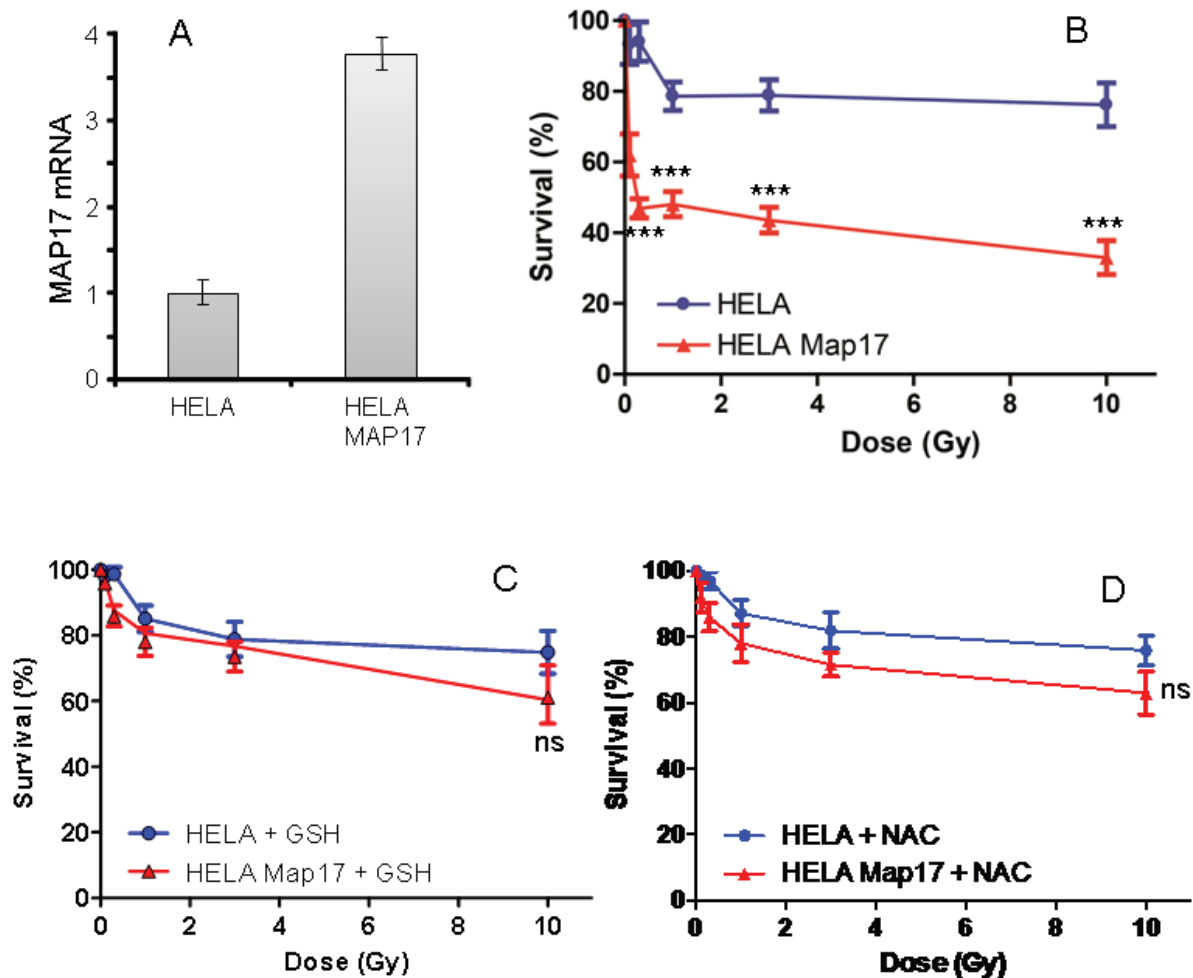 A
MAP17 mRNA
4
3
2
1
0
HELA
HELA
MAP17
B
Survival (%)
100
80
60
40
20
0
***
***
***
***
HELA
HELA Map17
0
2
4
6
8
10
Dose (Gy)
C
Survival (%)
100
80
60
40
20
0
ns
HELA + GSH
HELA Map17 + GSH
0
2
4
6
8
10
Dose (Gy)
D
Survival (%)
100
80
60
40
20
0
ns
HELA + NAC
HELA Map17 + NAC
0
2
4
6
8
10
Dose (Gy)